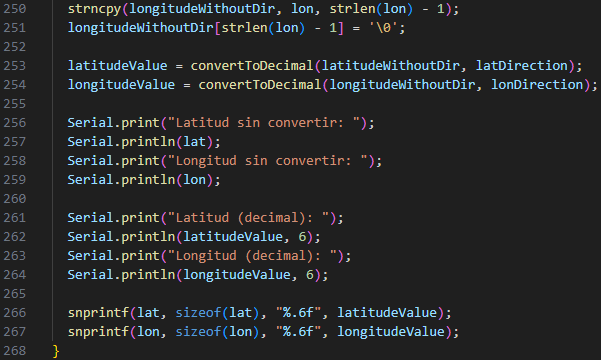 250 strncpy(longitudeWithoutDir, lon, strlen(lon) - 1);
251 longitudeWithoutDir[strlen(lon) - 1] = '\0';
252
253 latitudeValue = convertToDecimal(latitudeWithoutDir, latDirection);
254 longitudeValue = convertToDecimal(longitudeWithoutDir, lonDirection);
255
256 Serial.print("Latitud sin convertir: ");
257 Serial.println(lat);
258 Serial.print("Longitud sin convertir: ");
259 Serial.println(lon);
260
261 Serial.print("Latitud (decimal): ");
262 Serial.println(latitudeValue, 6);
263 Serial.print("Longitud (decimal): ");
264 Serial.println(longitudeValue, 6);
265
266 snprintf(lat, sizeof(lat), "%.6f", latitudeValue);
267 snprintf(lon, sizeof(lon), "%.6f", longitudeValue);
268 }